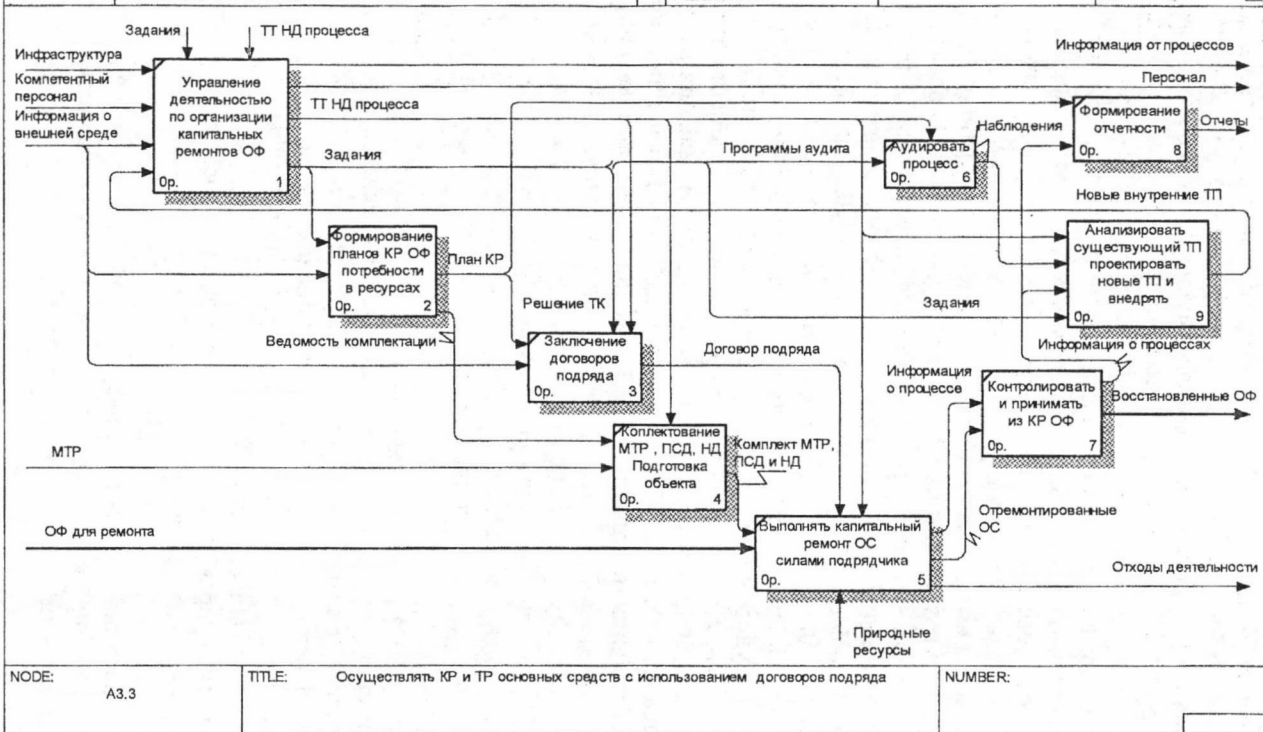 Задания
ТТ НД процесса
Инфраструктура
Компетентный
персонал
Информация о
внешней среде
Управление
деятельностью
по организации
капитальных
ремонтов ОФ
0р. 1
Информация от процессов
Персонал
ТТ НД процесса
Формирование
отчетности
0р. 8
Отчеты
Наблюдения
Аудировать
процесс
0р. 6
Программы аудита
Задания
Новые внутренние ТП
Формирование
планов КР ОФ
потребности
в ресурсах
0р. 2
План КР
Анализировать
существующий ТП
проектировать
новые ТП и
внедрять
0р. 9
Решение ТК
Задания
Ведомость комплектации
Заключение
договоров
подряда
0р. 3
Договор подряда
Информация о процессах
Информация
о процессе
Контролировать
и принимать
из КР ОФ
0р. 7
Восстановленные ОФ
МТР
Коплектование
МТР , ПСД, НД
Подготовка
объекта
0р. 4
Комплект МТР,
ПСД и НД
ОФ для ремонта
Выполнять капитальный
ремонт ОС
силами подрядчика
0р. 5
Отремонтированные
ОС
Отходы деятельности
Природные
ресурсы
NODE:
A3.3
TITLE: Осуществлять КР и ТР основных средств с использованием договоров подряда
NUMBER: